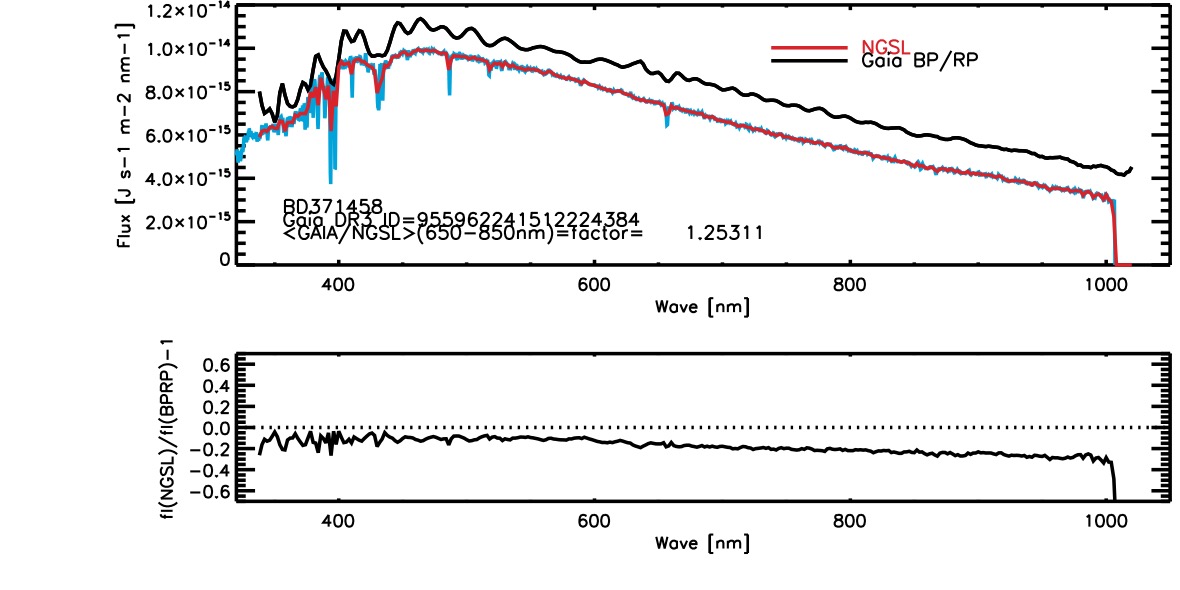 1.2×10⁻¹⁴
1.0×10⁻¹⁴
8.0×10⁻¹⁵
6.0×10⁻¹⁵
4.0×10⁻¹⁵
2.0×10⁻¹⁵
0
Flux [J s−1 m−2 nm−1]
NGSL
Gaia BP/RP
BD371458
Gaia DR3 ID=955962241512224384
<GAIA/NGSL>(650−850nm)=factor= 1.25311
400 600 800 1000
Wave [nm]
fl(NGSL)/fl(BPRP)−1
0.6
0.4
0.2
0.0
−0.2
−0.4
−0.6
400 600 800 1000
Wave [nm]